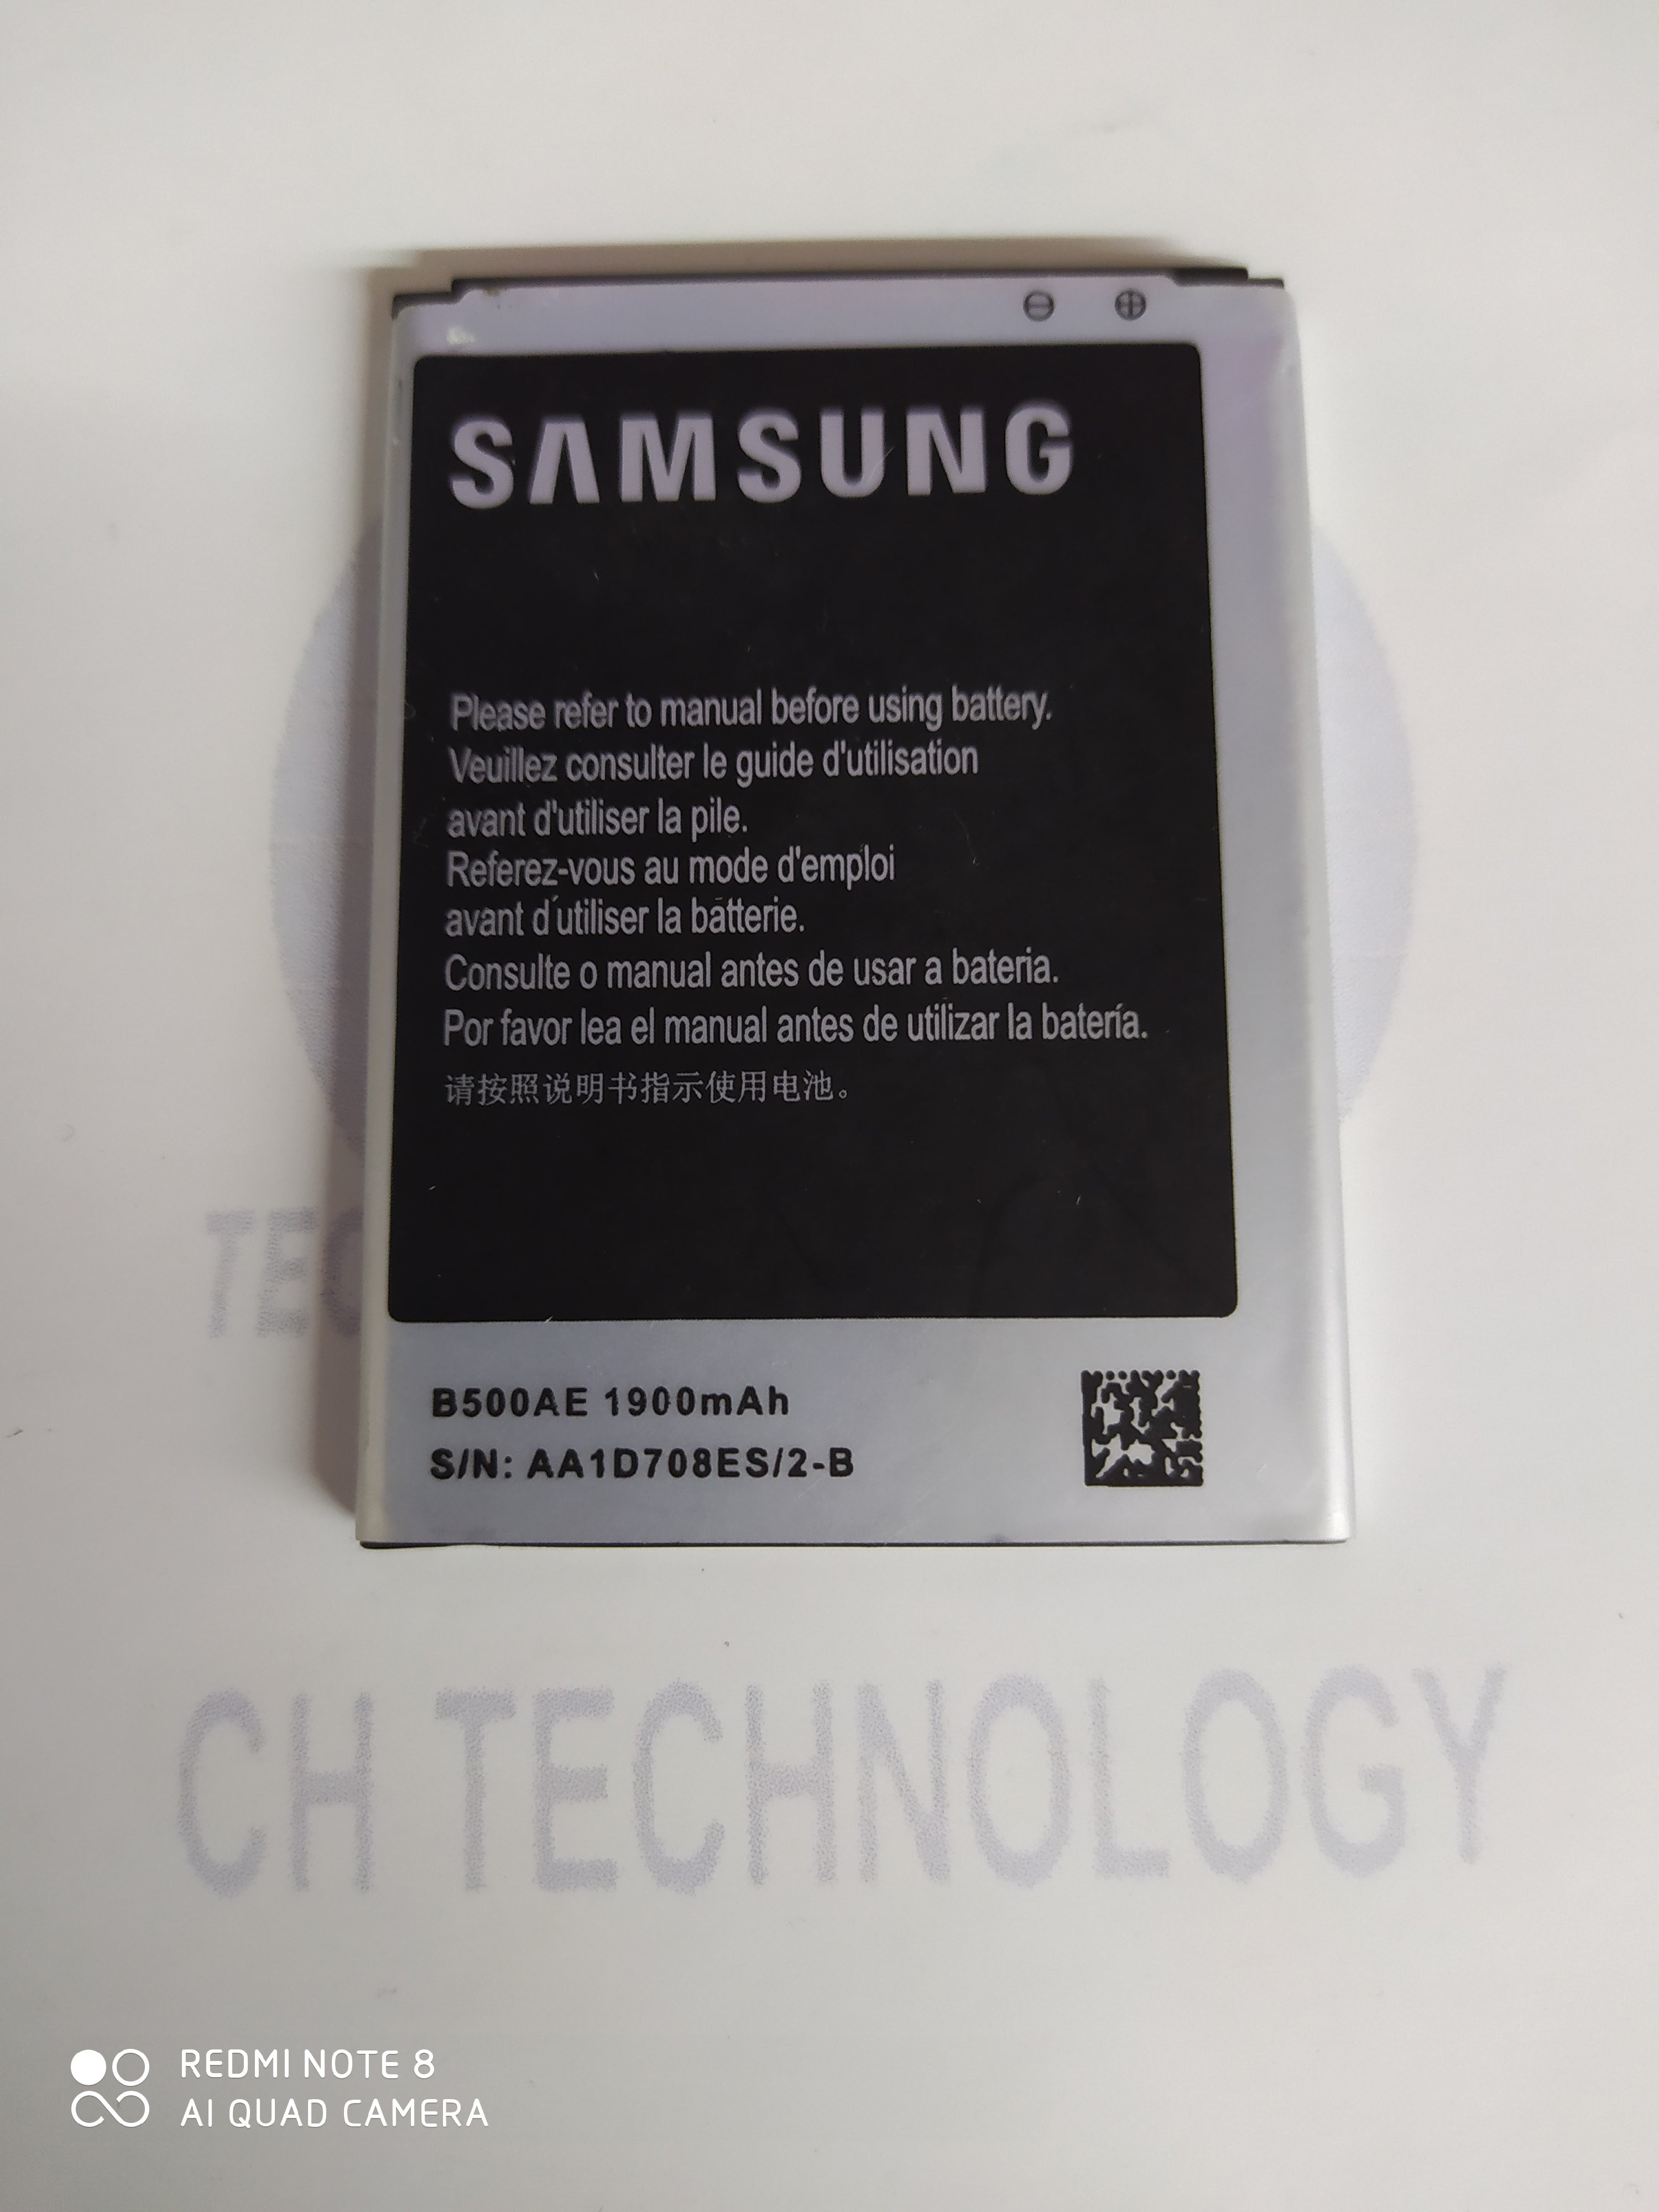 SAMSUNG
Please refer to manual before using battery.
Veuillez consulter le guide d'utilisation
avant d'utiliser la pile.
Referez-vous au mode d'emploi
avant d'utiliser la batterie.
Consulte o manual antes de usar a bateria.
Por favor lea el manual antes de utilizar la batería.
请按照说明书指示使用电池。
B500AE 1900mAh
S/N: AA1D708ES/2-B
TEC
CH TECHNOLOGY
REDMI NOTE 8
AI QUAD CAMERA